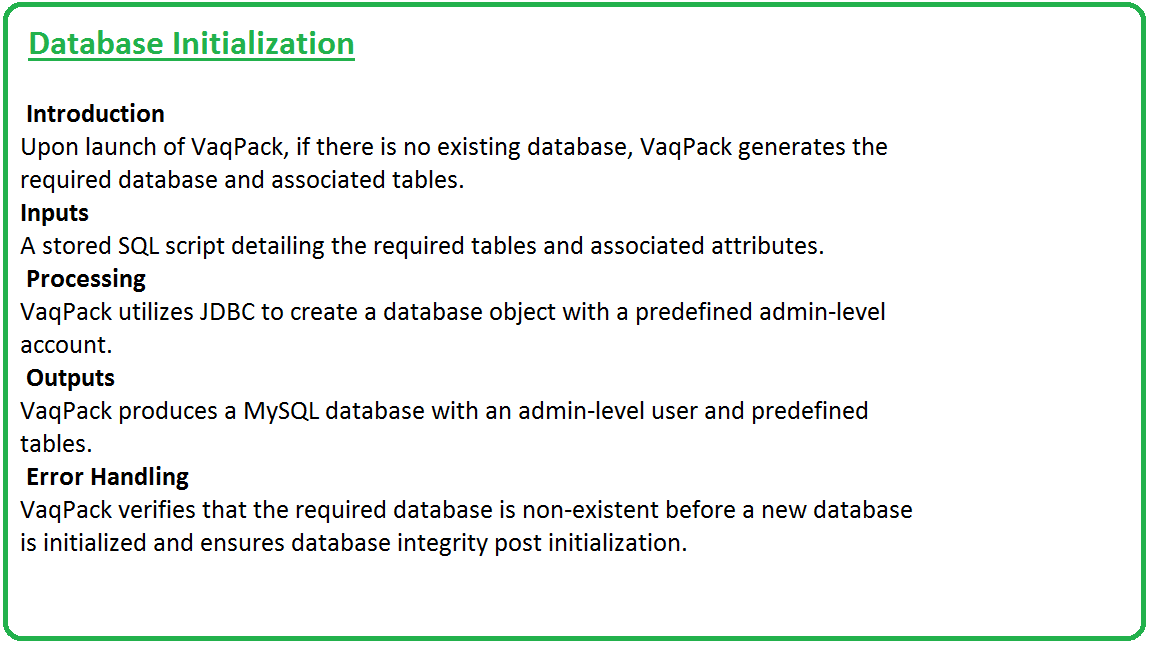 Database Initialization
Introduction
Upon launch of VaqPack, if there is no existing database, VaqPack generates the
required database and associated tables.
Inputs
A stored SQL script detailing the required tables and associated attributes.
Processing
VaqPack utilizes JDBC to create a database object with a predefined admin-level
account.
Outputs
VaqPack produces a MySQL database with an admin-level user and predefined
tables.
Error Handling
VaqPack verifies that the required database is non-existent before a new database
is initialized and ensures database integrity post initialization.